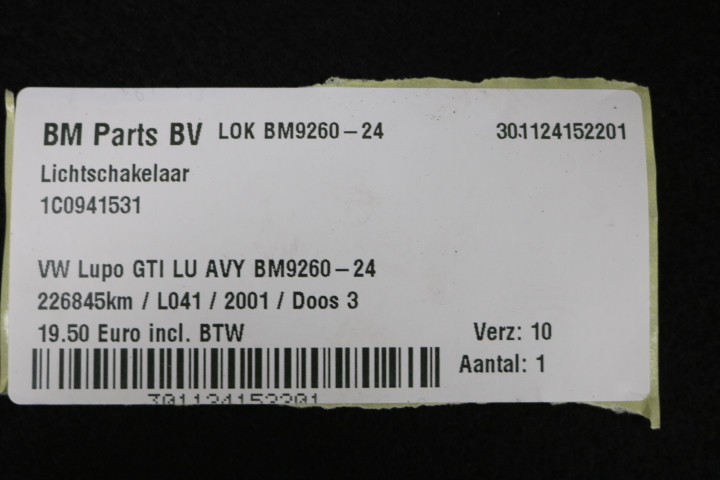 BM Parts BV LOK BM9260-24 301124152201
Lichtschakelaar
1C0941531
VW Lupo GTI LU AVY BM9260-24
226845km / L041 / 2001 / Doos 3
19.50 Euro incl. BTW Verz: 10
Aantal: 1
301124152201